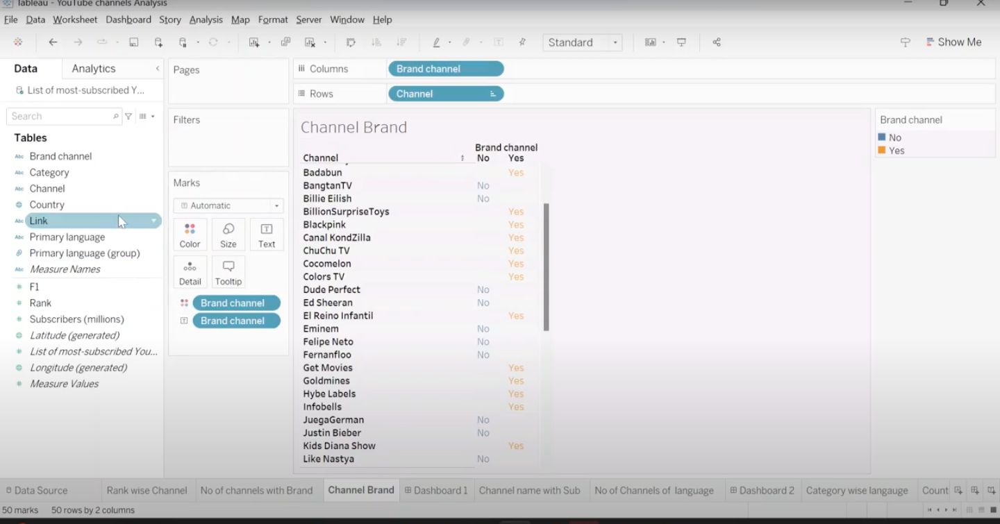 Tableau - YouTube channels Analysis
File Data Worksheet Dashboard Story Analysis Map Format Server Window Help
Standard
Show Me
Data Analytics
List of most-subscribed Y...
Search
Tables
Abc Brand channel
Abc Category
Abc Channel
Country
Abc Link
Abc Primary language
Primary language (group)
Abc Measure Names
# F1
# Rank
# Subscribers (millions)
Latitude (generated)
# List of most-subscribed You...
Longitude (generated)
# Measure Values
Pages
Filters
Marks
Automatic
Color Size Text
Detail Tooltip
Brand channel
Brand channel
Columns Brand channel
Rows Channel
Channel Brand
Brand channel
Channel No Yes
Badabun Yes
BangtanTV No
Billie Eilish No
BillionSurpriseToys Yes
Blackpink Yes
Canal KondZilla Yes
ChuChu TV Yes
Cocomelon Yes
Colors TV Yes
Dude Perfect No
Ed Sheeran No
El Reino Infantil Yes
Eminem No
Felipe Neto No
Fernanfloo No
Get Movies Yes
Goldmines Yes
Hybe Labels Yes
Infobells Yes
JuegaGerman No
Justin Bieber No
Kids Diana Show Yes
Like Nastya No
Brand channel
No
Yes
Data Source Rank wise Channel No of channels with Brand Channel Brand Dashboard 1 Channel name with Sub No of Channels of language Dashboard 2 Category wise langauge Count
50 marks 50 rows by 2 columns